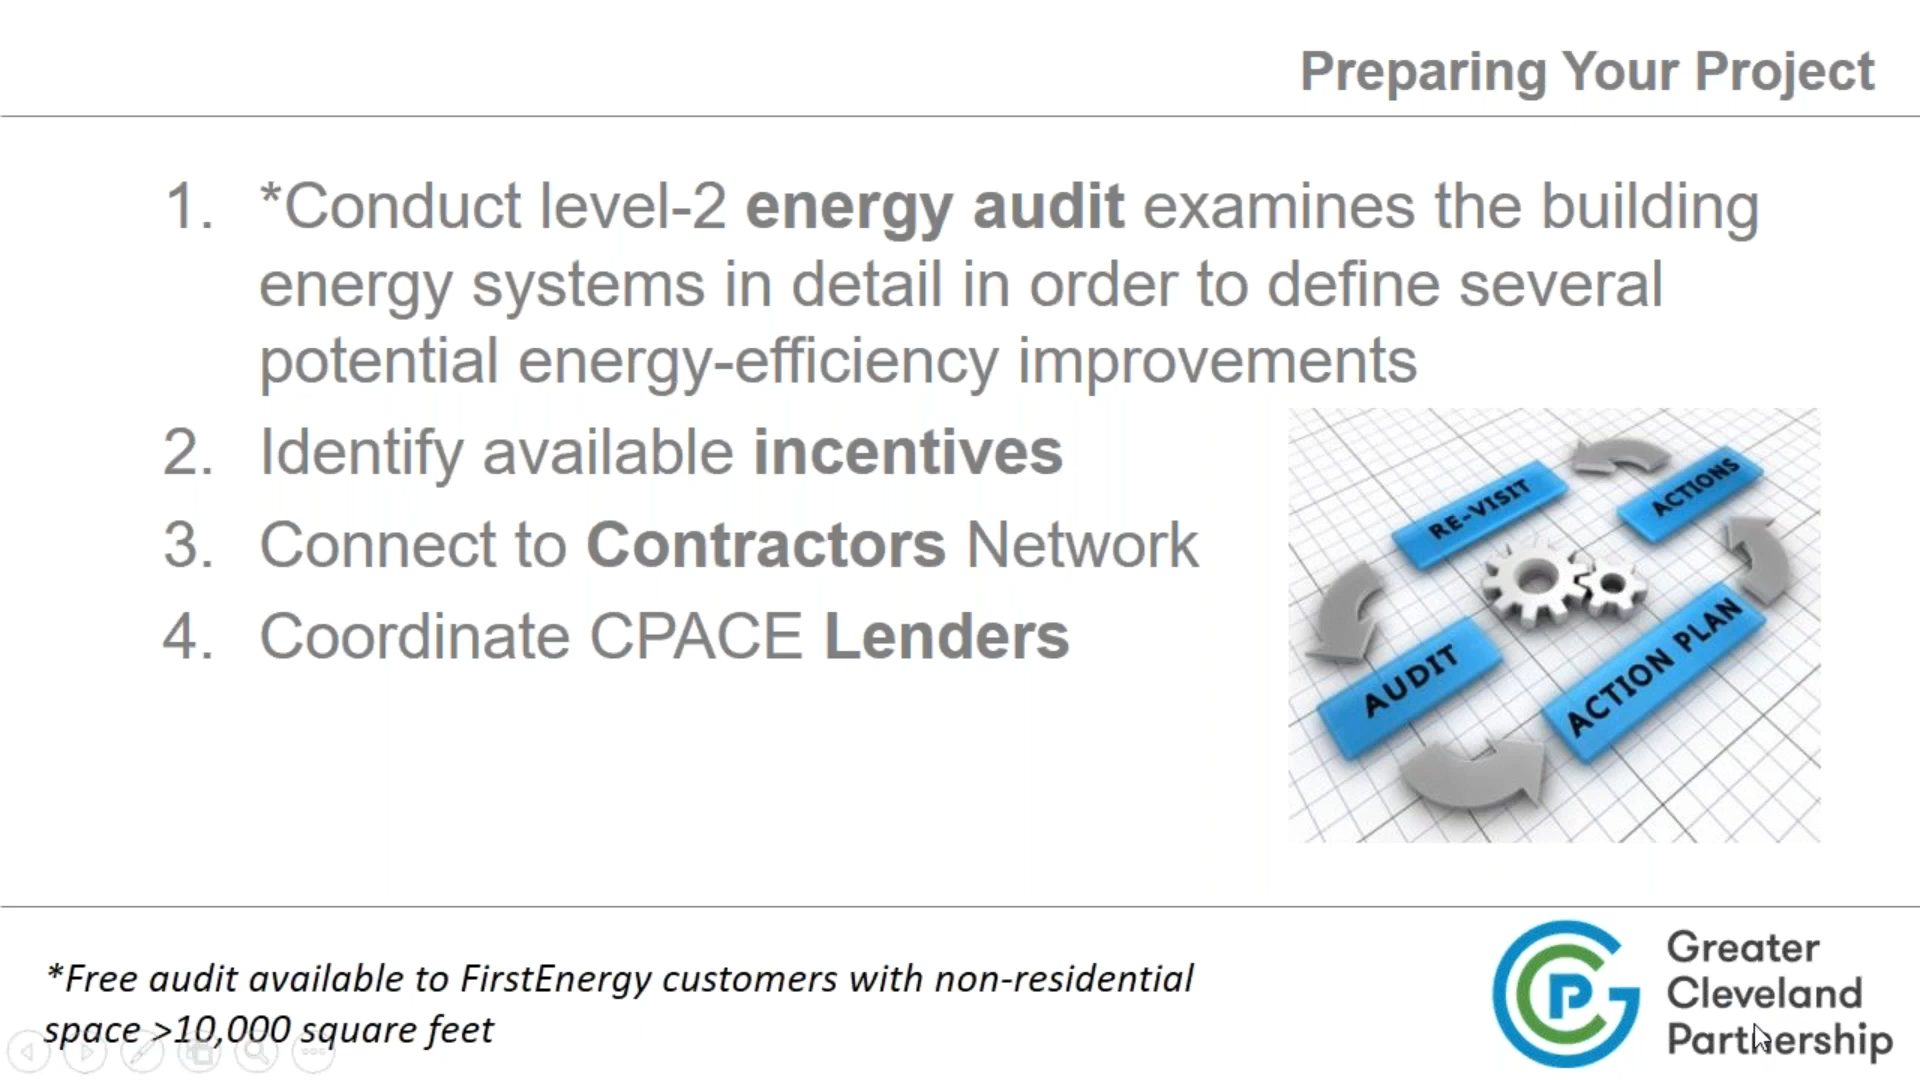 Preparing Your Project
1. *Conduct level-2 energy audit examines the building
energy systems in detail in order to define several
potential energy-efficiency improvements
2. Identify available incentives
3. Connect to Contractors Network
4. Coordinate CPACE Lenders
RE-VISIT
ACTIONS
AUDIT
ACTION PLAN
*Free audit available to FirstEnergy customers with non-residential
space >10,000 square feet
GCP
Greater
Cleveland
Partnership